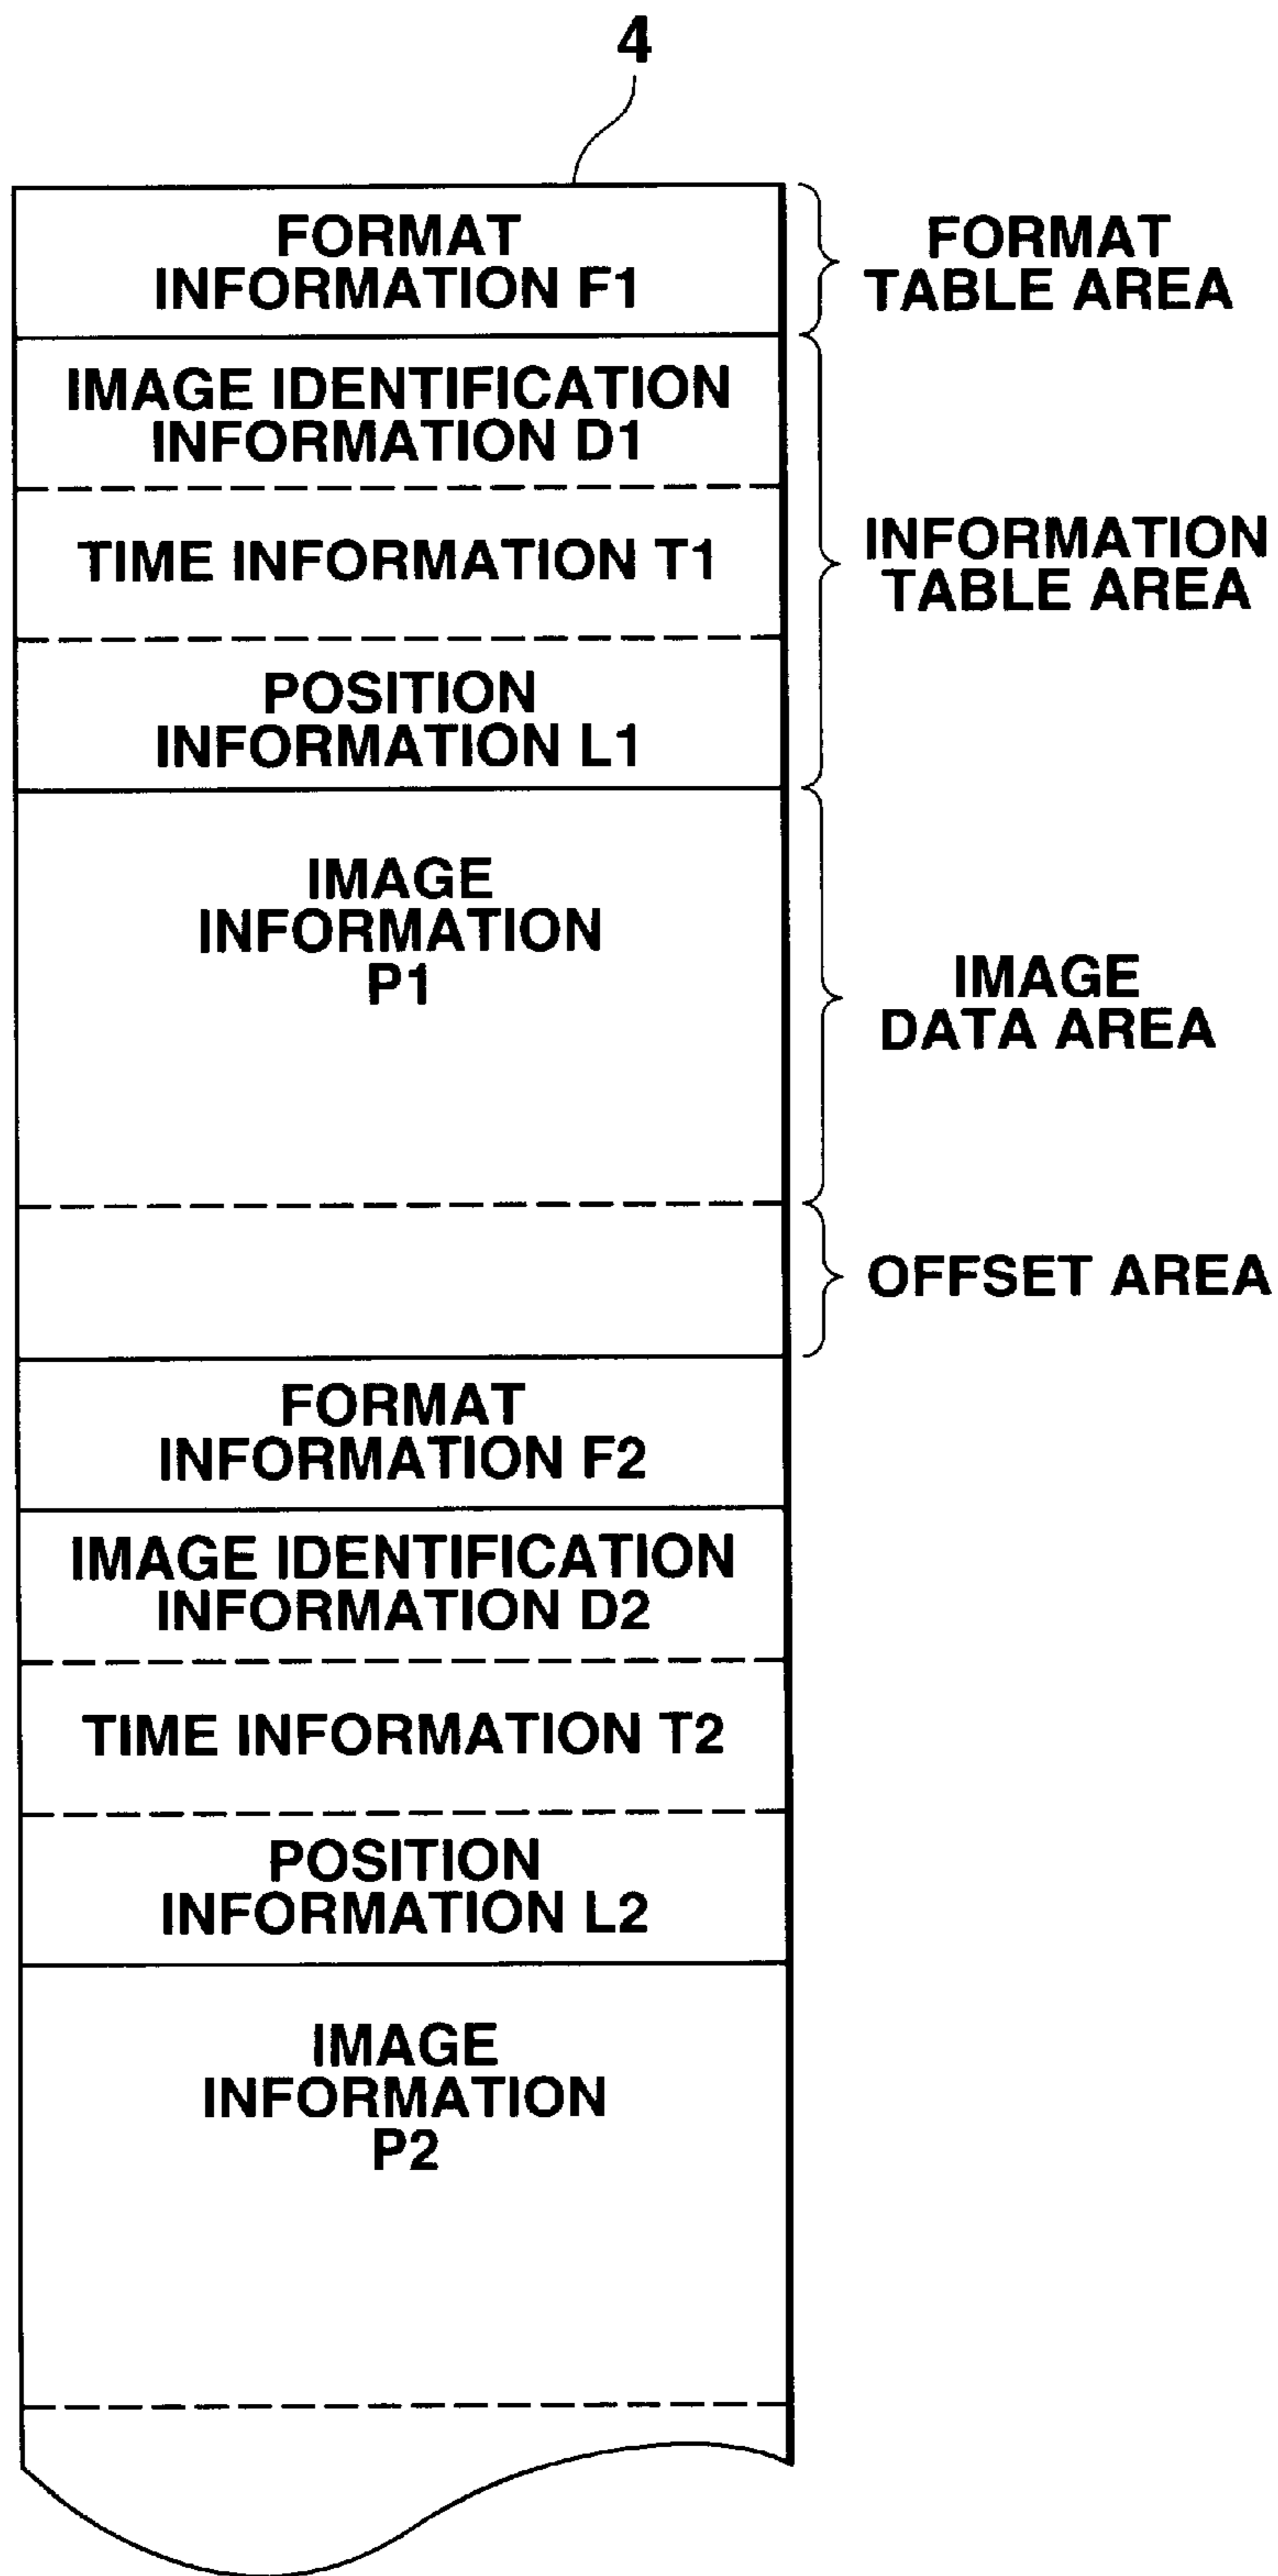 4
FORMAT
INFORMATION F1
FORMAT
TABLE AREA
IMAGE IDENTIFICATION
INFORMATION D1
TIME INFORMATION T1
POSITION
INFORMATION L1
INFORMATION
TABLE AREA
IMAGE
INFORMATION
P1
IMAGE
DATA AREA
OFFSET AREA
FORMAT
INFORMATION F2
IMAGE IDENTIFICATION
INFORMATION D2
TIME INFORMATION T2
POSITION
INFORMATION L2
IMAGE
INFORMATION
P2